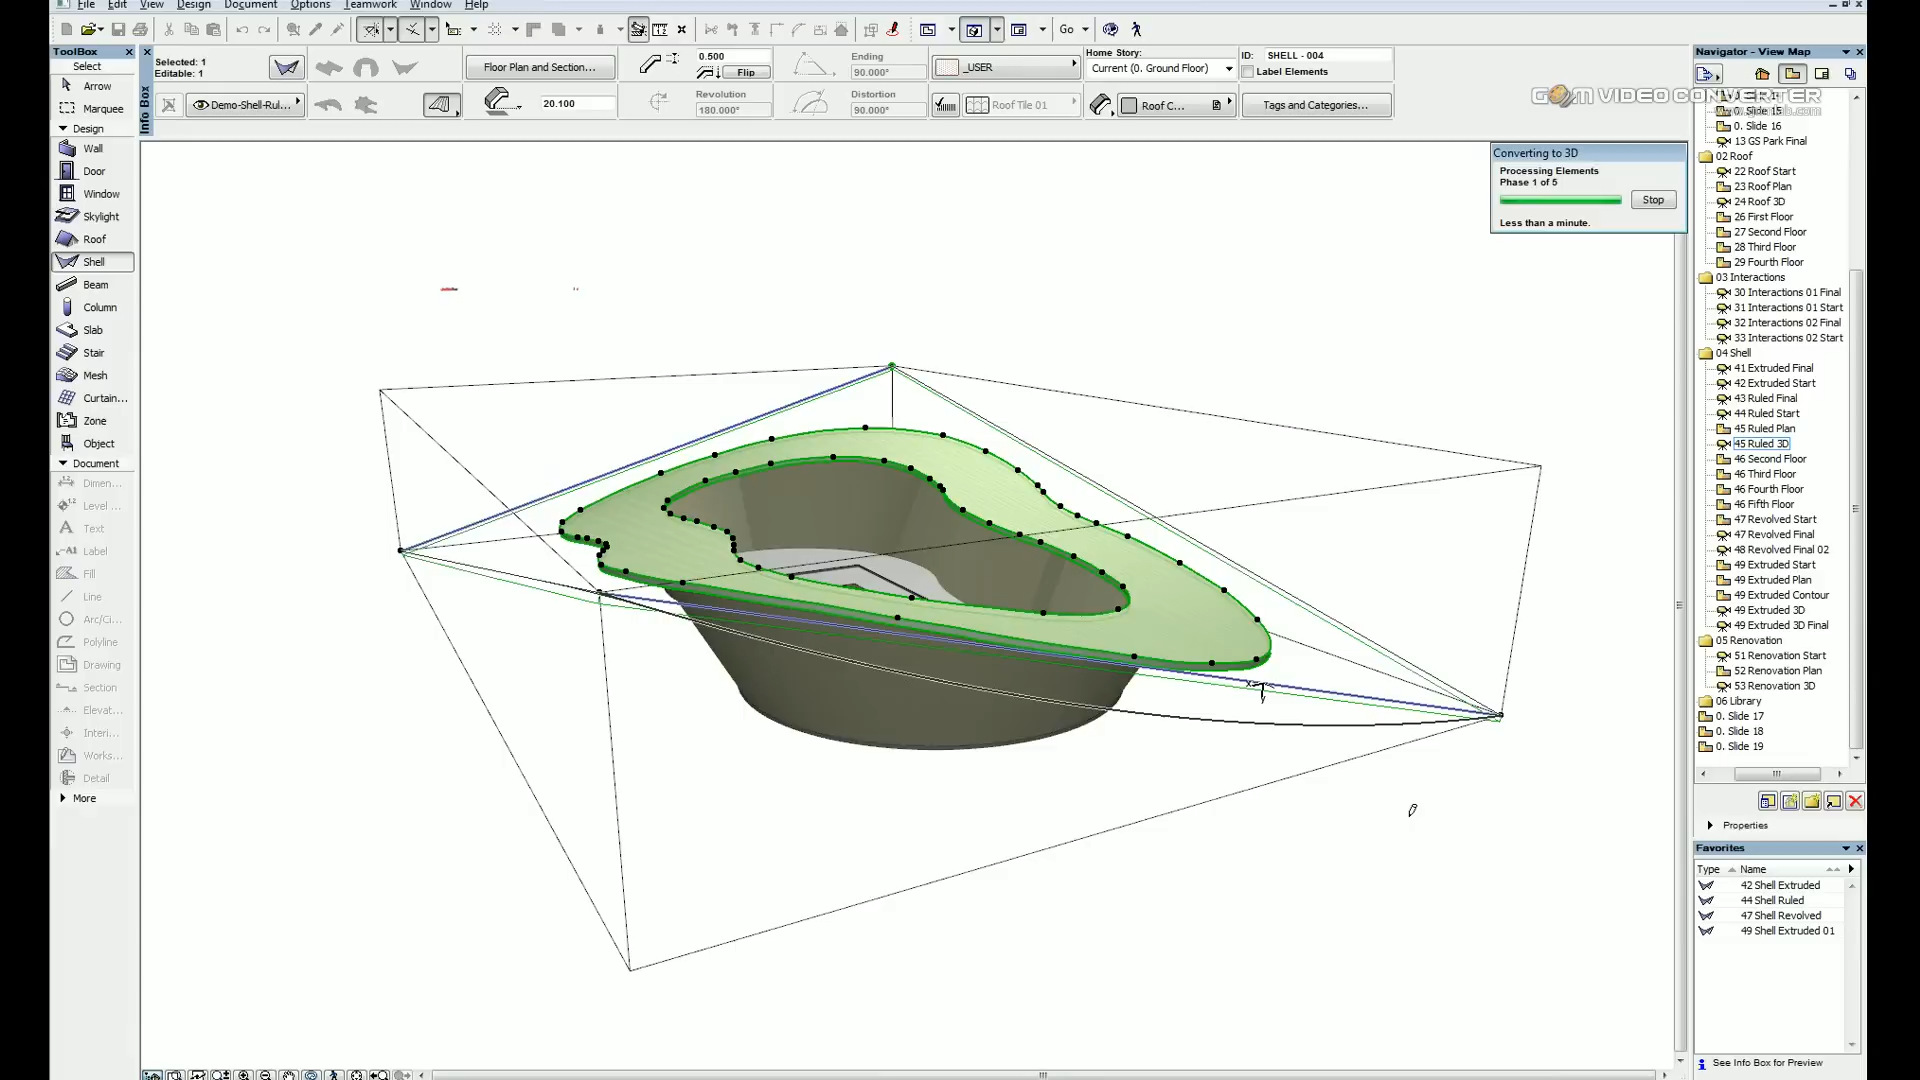 File Edit View Design Document Options Teamwork Window Help
Go
ToolBox
Select
Arrow
Marquee
Design
Wall
Door
Window
Skylight
Roof
Shell
Beam
Column
Slab
Stair
Mesh
Curtain...
Zone
Object
Document
Dimen...
Level ...
Text
Label
Fill
Line
Arc/Ci...
Polyline
Drawing
Section
Elevat...
Interi...
Works...
Detail
More
Info Box
Selected: 1
Editable: 1
Demo-Shell-Rul...
Floor Plan and Section...
20.100
0.500
Flip
Revolution
180.000°
Ending
90.000°
Distortion
90.000°
_USER
Roof Tile 01
Home Story:
Current (0. Ground Floor)
Roof C...
ID: SHELL - 004
Label Elements
Tags and Categories...
GOM VIDEO CONVERTER
Converting to 3D
Processing Elements
Phase 1 of 5
Stop
Less than a minute.
Navigator - View Map
0. Slide 15
0. Slide 16
13 GS Park Final
02 Roof
22 Roof Start
23 Roof Plan
24 Roof 3D
26 First Floor
27 Second Floor
28 Third Floor
29 Fourth Floor
03 Interactions
30 Interactions 01 Final
31 Interactions 01 Start
32 Interactions 02 Final
33 Interactions 02 Start
04 Shell
41 Extruded Final
42 Extruded Start
43 Ruled Final
44 Ruled Start
45 Ruled Plan
45 Ruled 3D
46 Second Floor
46 Third Floor
46 Fourth Floor
46 Fifth Floor
47 Revolved Start
47 Revolved Final
48 Revolved Final 02
49 Extruded Start
49 Extruded Plan
49 Extruded Contour
49 Extruded 3D
49 Extruded 3D Final
05 Renovation
51 Renovation Start
52 Renovation Plan
53 Renovation 3D
06 Library
0. Slide 17
0. Slide 18
0. Slide 19
Properties
Favorites
Type Name
42 Shell Extruded
44 Shell Ruled
47 Shell Revolved
49 Shell Extruded 01
See Info Box for Preview